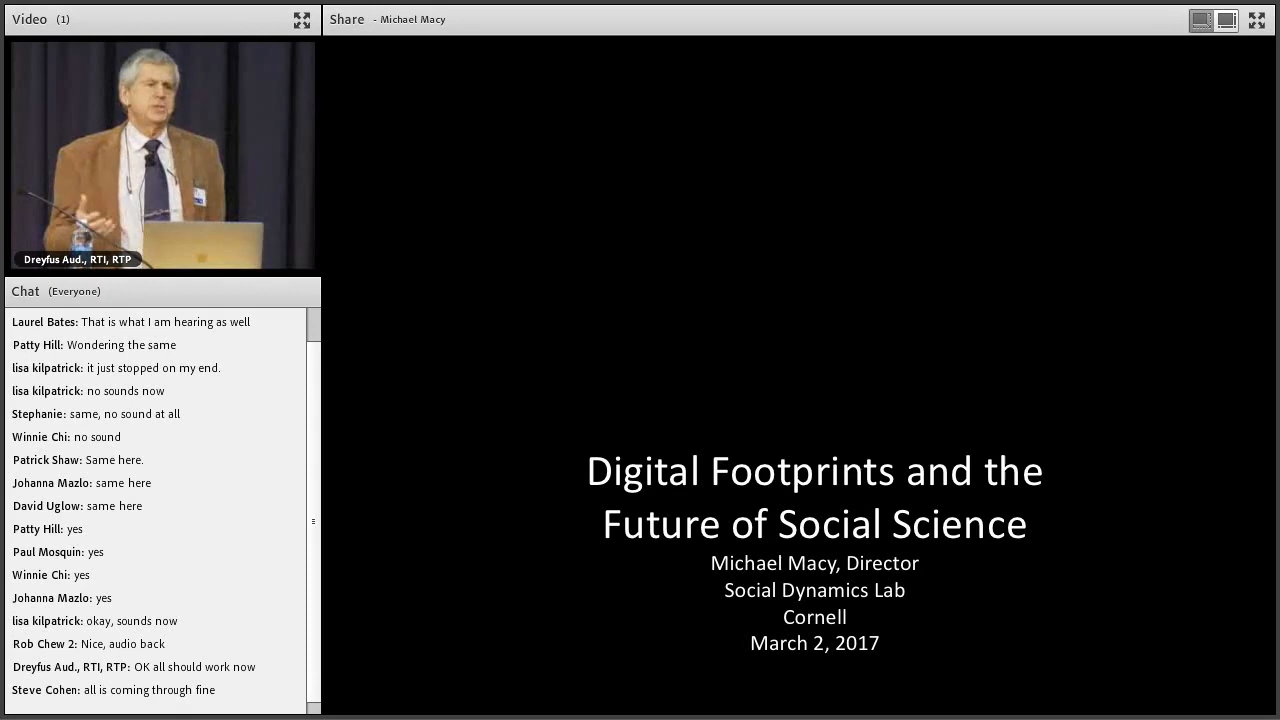 Video (1)
Share - Michael Macy
Dreyfus Aud., RTI, RTP
Chat (Everyone)
Laurel Bates: That is what I am hearing as well
Patty Hill: Wondering the same
lisa kilpatrick: it just stopped on my end.
lisa kilpatrick: no sounds now
Stephanie: same, no sound at all
Winnie Chi: no sound
Patrick Shaw: Same here.
Johanna Mazlo: same here
David Uglow: same here
Patty Hill: yes
Paul Mosquin: yes
Winnie Chi: yes
Johanna Mazlo: yes
lisa kilpatrick: okay, sounds now
Rob Chew 2: Nice, audio back
Dreyfus Aud., RTI, RTP: OK all should work now
Steve Cohen: all is coming through fine
Digital Footprints and the
Future of Social Science
Michael Macy, Director
Social Dynamics Lab
Cornell
March 2, 2017